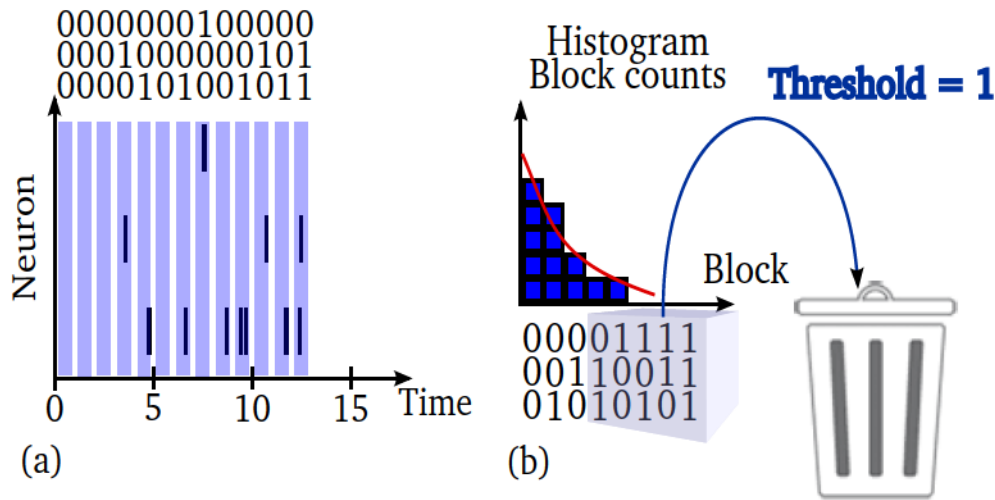 0000000100000
0001000000101
0000101001011
Neuron
0
5
10
15
Time
(a)
Histogram
Block counts
Threshold = 1
Block
00001111
00110011
01010101
(b)